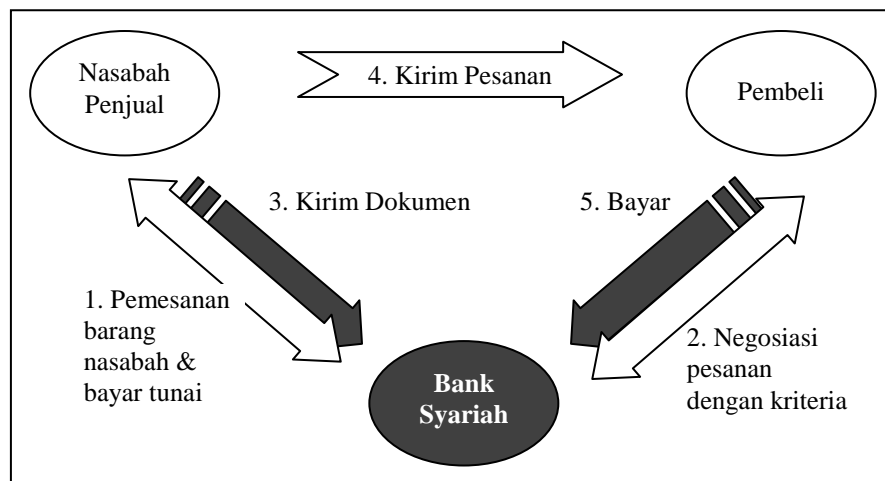 Nasabah
Penjual
4. Kirim Pesanan
Pembeli
3. Kirim Dokumen
5. Bayar
1. Pemesanan
barang
nasabah &
bayar tunai
2. Negosiasi
pesanan
dengan kriteria
Bank
Syariah